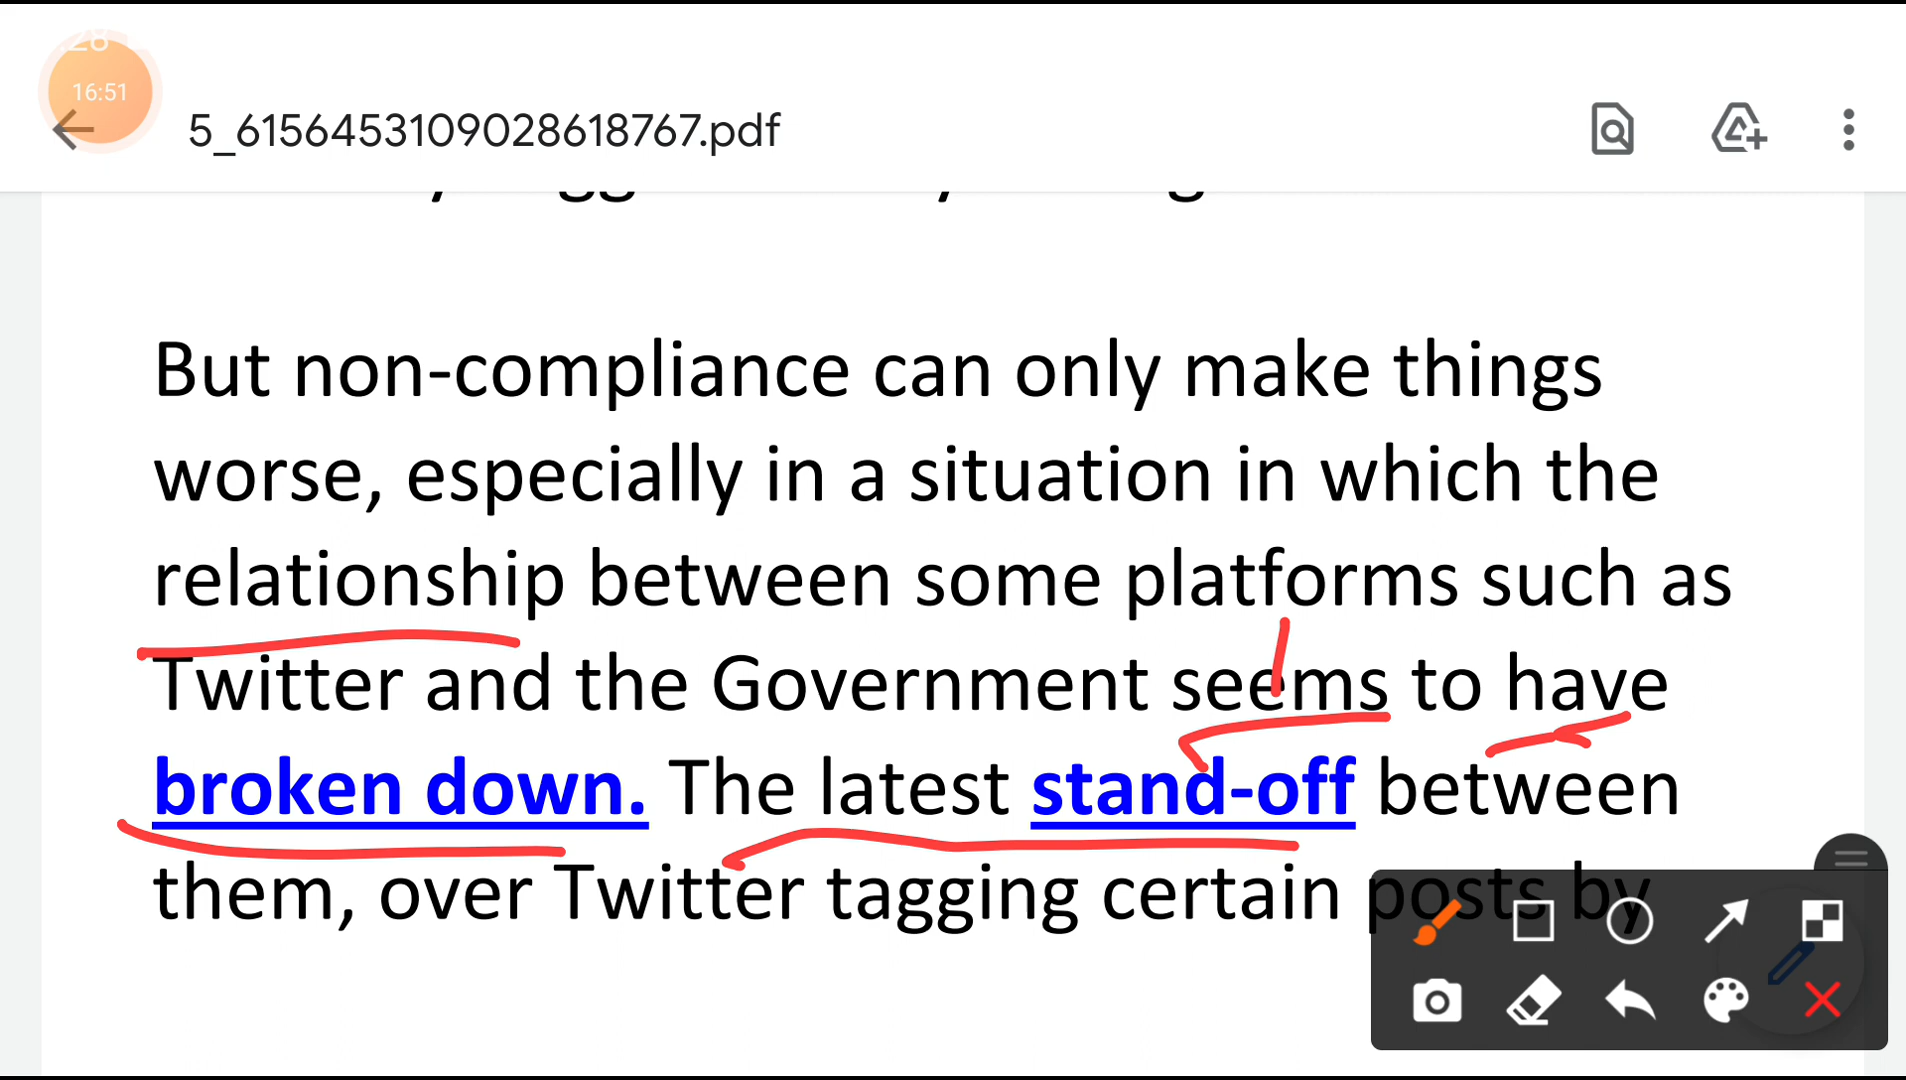 16:51
5_6156453109028618767.pdf
But non-compliance can only make things
worse, especially in a situation in which the
relationship between some platforms such as
Twitter and the Government seems to have
broken down. The latest stand-off between
them, over Twitter tagging certain posts by